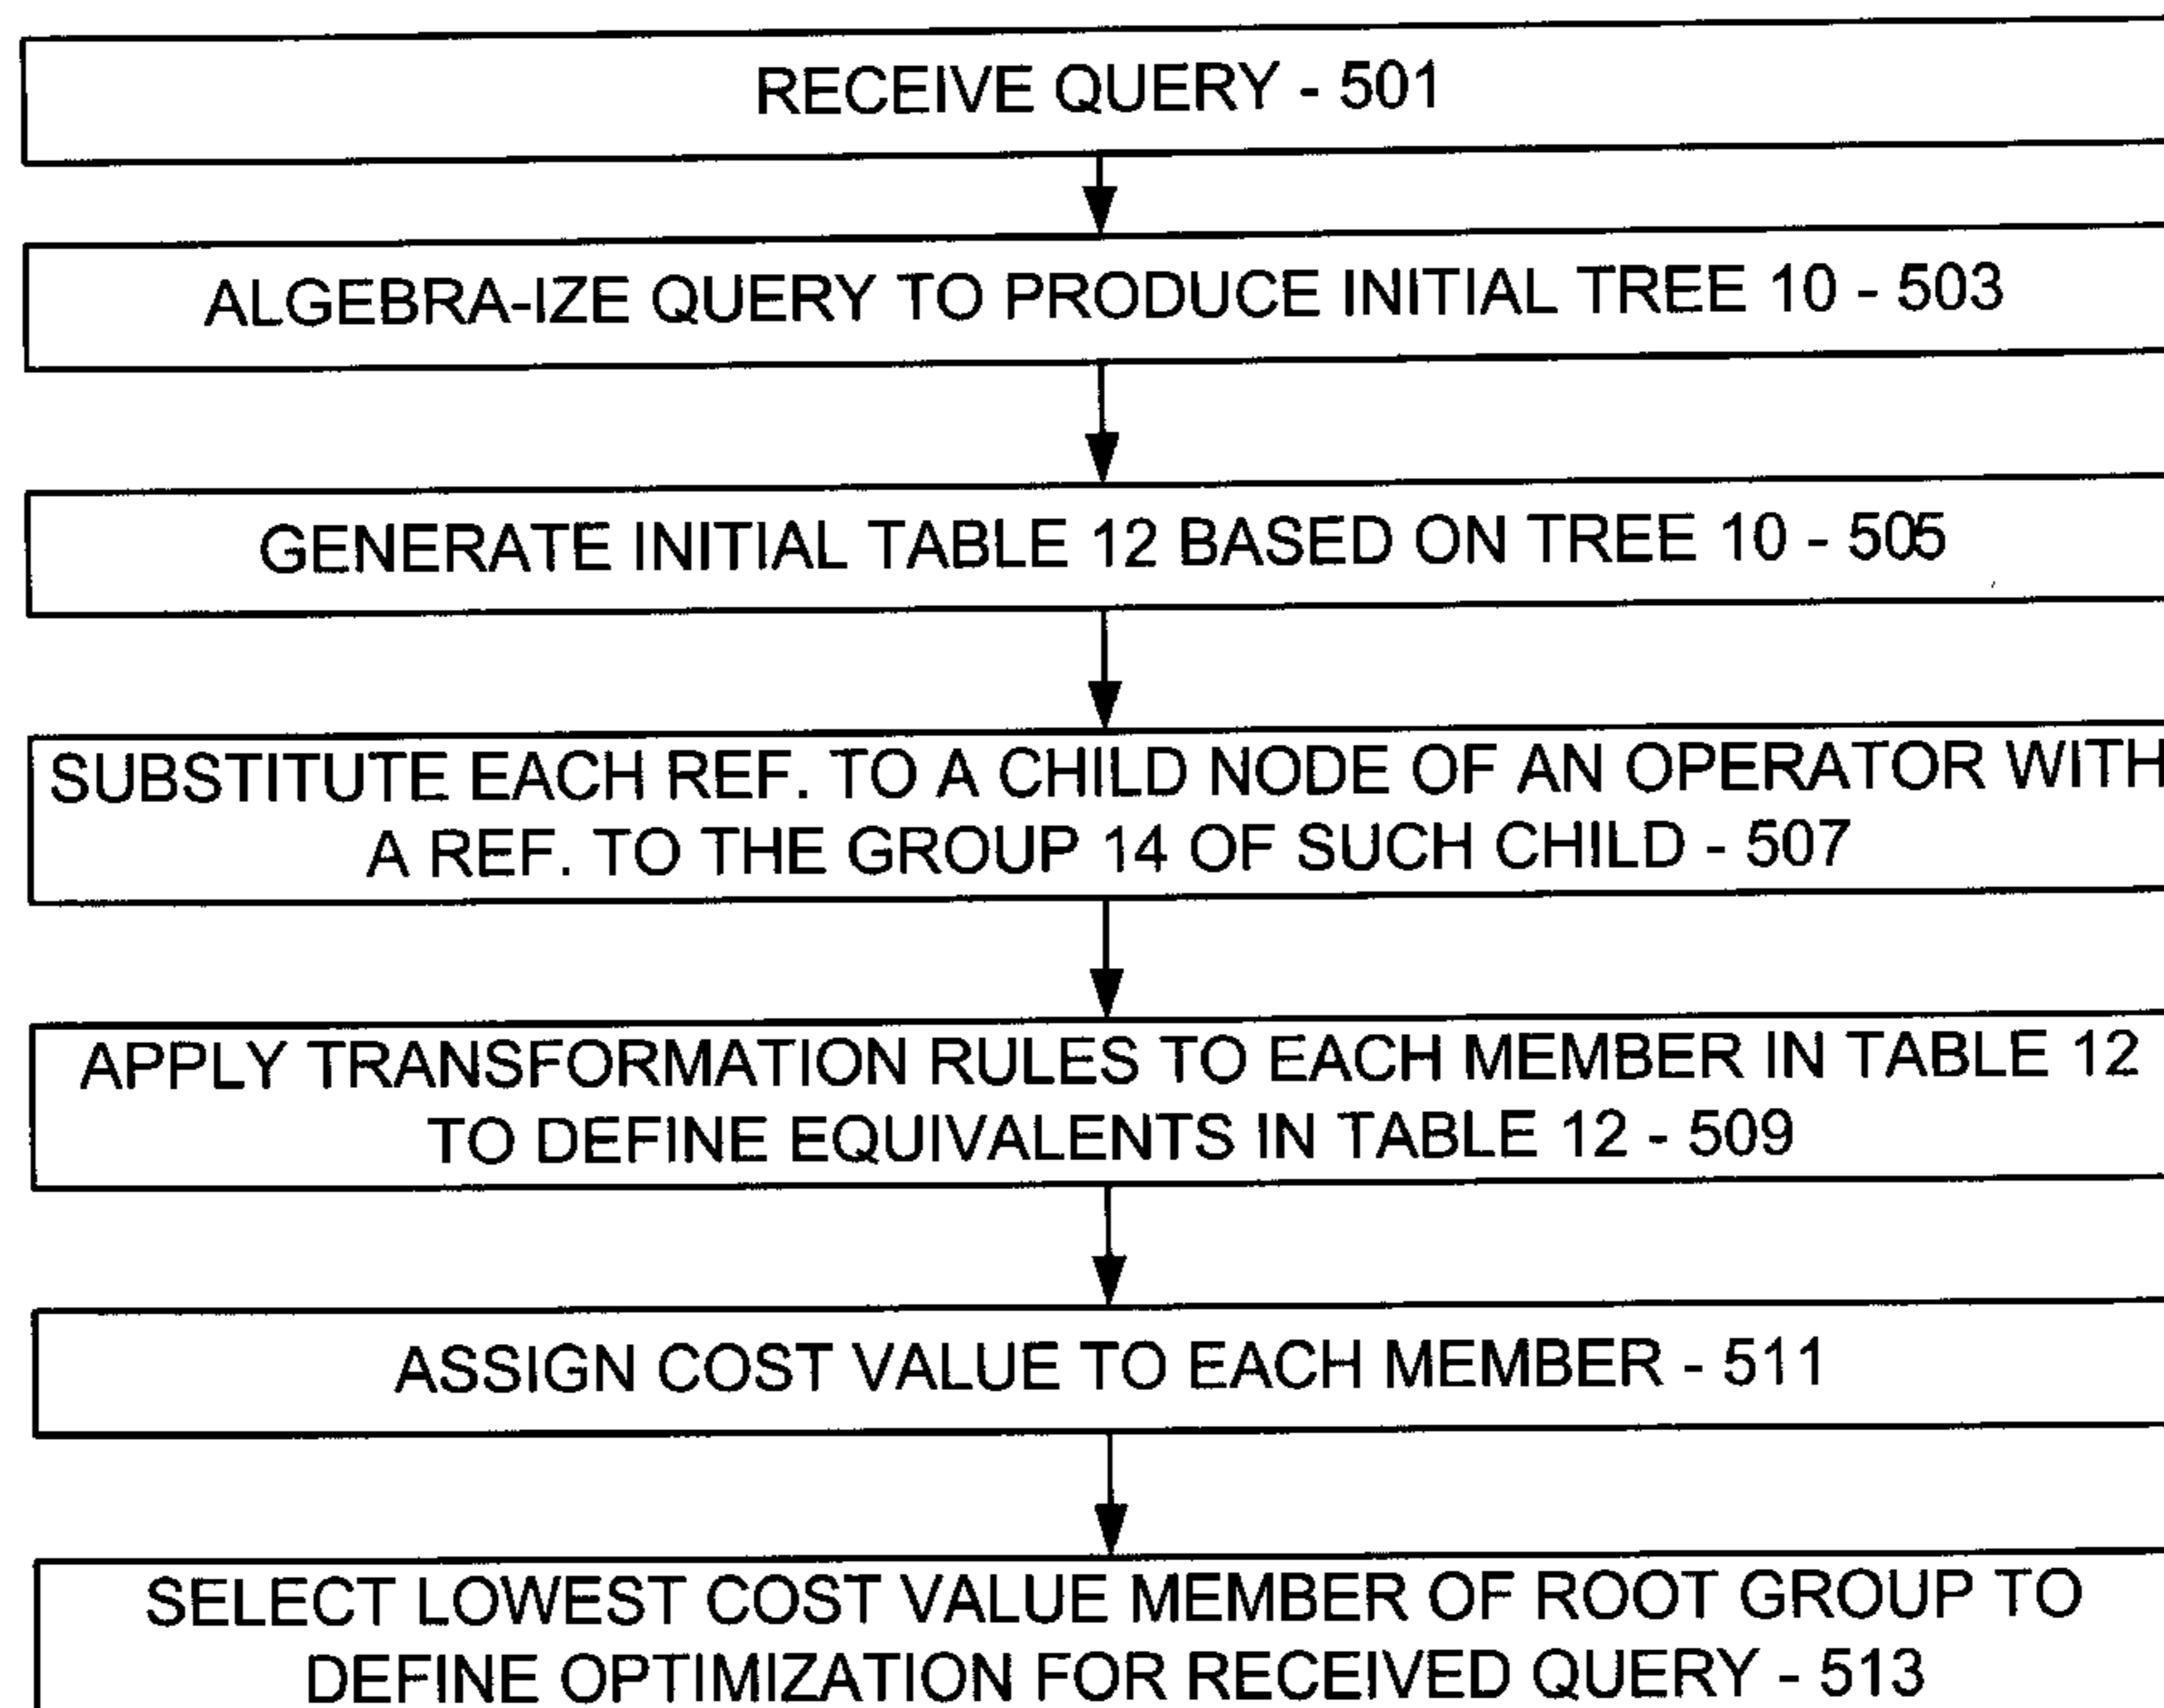 RECEIVE QUERY - 501
ALGEBRA-IZE QUERY TO PRODUCE INITIAL TREE 10 - 503
GENERATE INITIAL TABLE 12 BASED ON TREE 10 - 505
SUBSTITUTE EACH REF. TO A CHILD NODE OF AN OPERATOR WITH
A REF. TO THE GROUP 14 OF SUCH CHILD - 507
APPLY TRANSFORMATION RULES TO EACH MEMBER IN TABLE 12
TO DEFINE EQUIVALENTS IN TABLE 12 - 509
ASSIGN COST VALUE TO EACH MEMBER - 511
SELECT LOWEST COST VALUE MEMBER OF ROOT GROUP TO
DEFINE OPTIMIZATION FOR RECEIVED QUERY - 513